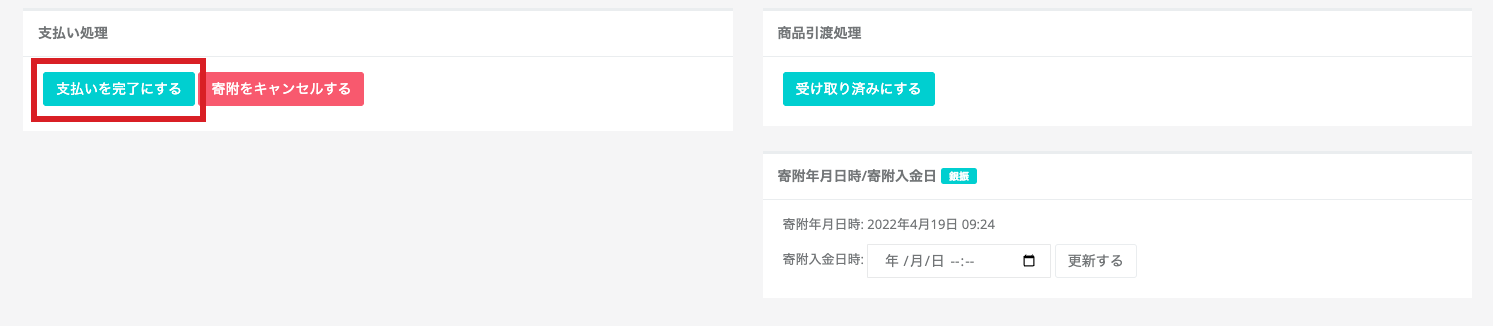 支払い処理
支払いを完了にする 寄附をキャンセルする
商品引渡処理
受け取り済みにする
寄附年月日時/寄附入金日 銀振
寄附年月日時: 2022年4月19日 09:24
寄附入金日時: 年 /月/日 --:-- 更新する